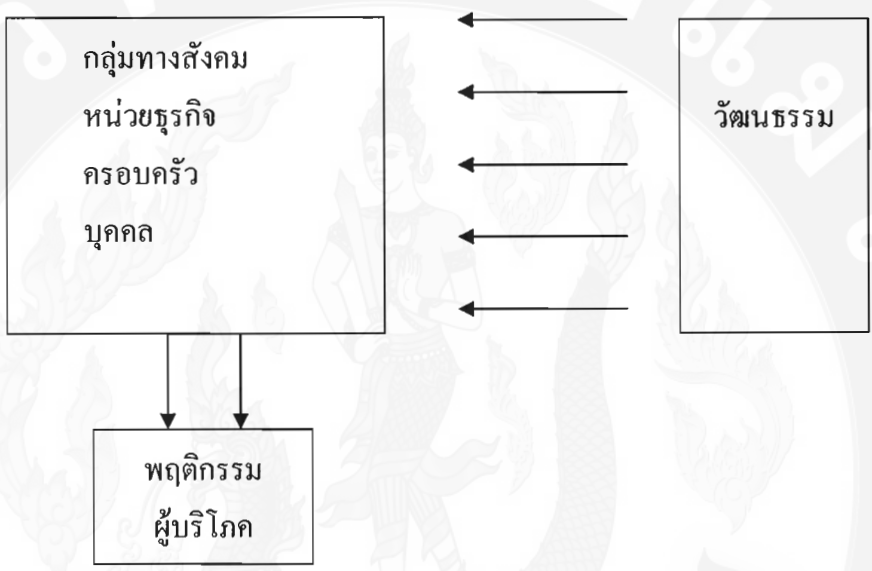 กลุ่มทางสังคม
หน่วยธุรกิจ
ครอบครัว
บุคคล
วัฒนธรรม
พฤติกรรม
ผู้บริโภค